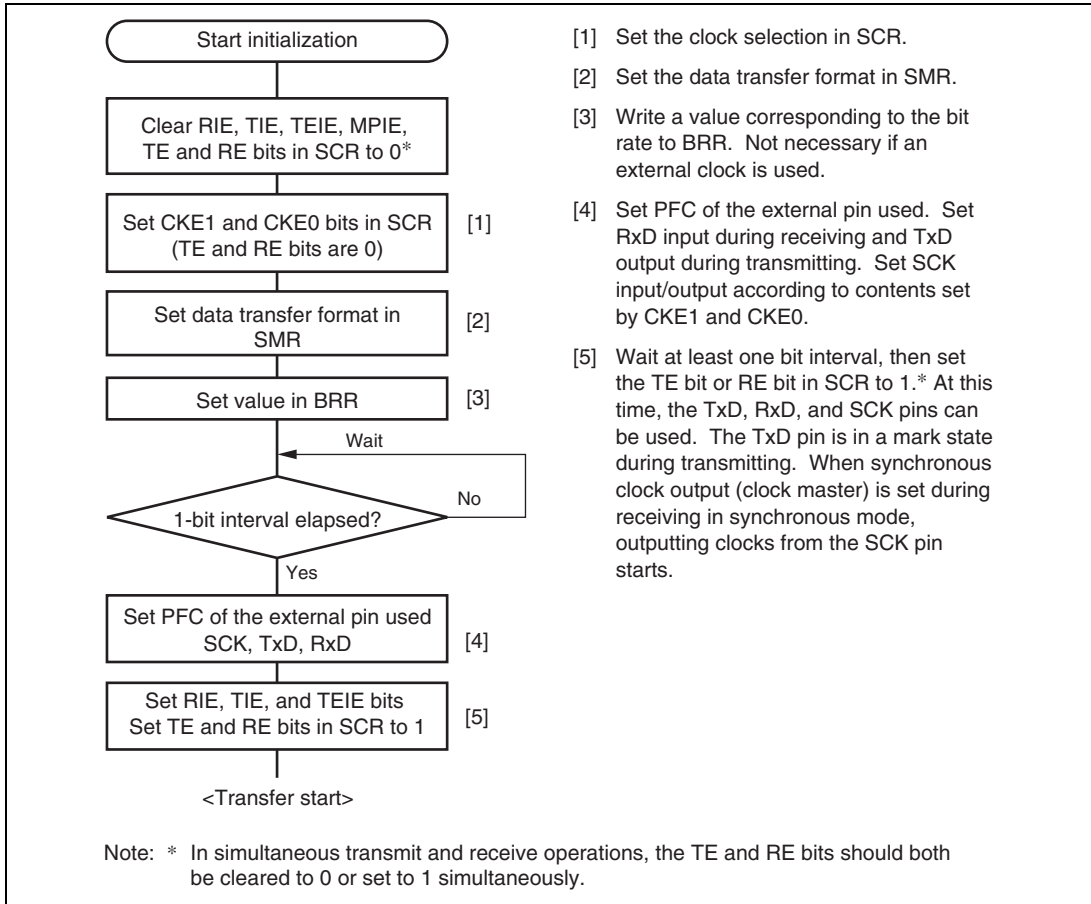 Start initialization
Clear RIE, TIE, TEIE, MPIE,
TE and RE bits in SCR to 0*
Set CKE1 and CKE0 bits in SCR
(TE and RE bits are 0)
[1]
Set data transfer format in
SMR
[2]
Set value in BRR
[3]
Wait
No
1-bit interval elapsed?
Yes
Set PFC of the external pin used
SCK, TxD, RxD
[4]
Set RIE, TIE, and TEIE bits
Set TE and RE bits in SCR to 1
[5]
<Transfer start>
[1] Set the clock selection in SCR.
[2] Set the data transfer format in SMR.
[3] Write a value corresponding to the bit
rate to BRR. Not necessary if an
external clock is used.
[4] Set PFC of the external pin used. Set
RxD input during receiving and TxD
output during transmitting. Set SCK
input/output according to contents set
by CKE1 and CKE0.
[5] Wait at least one bit interval, then set
the TE bit or RE bit in SCR to 1.* At this
time, the TxD, RxD, and SCK pins can
be used. The TxD pin is in a mark state
during transmitting. When synchronous
clock output (clock master) is set during
receiving in synchronous mode,
outputting clocks from the SCK pin
starts.
Note: * In simultaneous transmit and receive operations, the TE and RE bits should both
be cleared to 0 or set to 1 simultaneously.